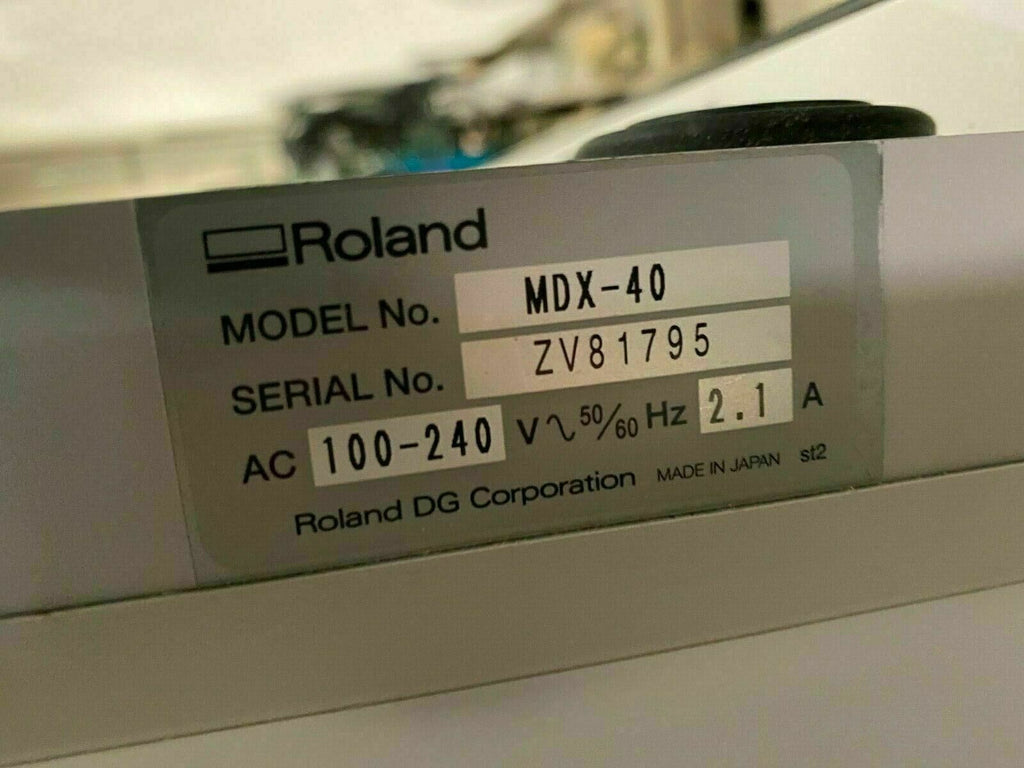 Roland
MODEL No. MDX-40
SERIAL No. ZV81795
AC 100-240 V∿ 50/60 Hz 2.1 A
Roland DG Corporation MADE IN JAPAN st2